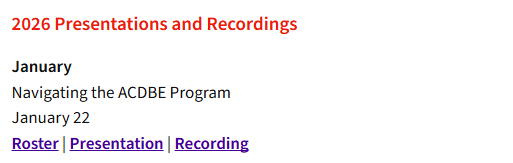 2026 Presentations and Recordings
January
Navigating the ACDBE Program
January 22
Roster | Presentation | Recording